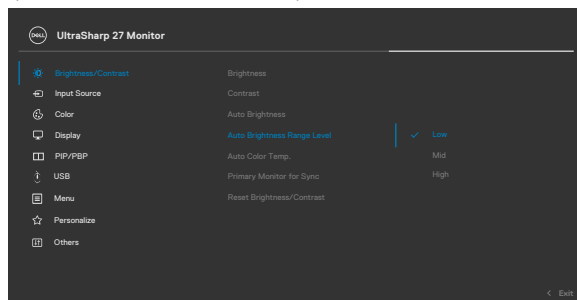 DELL UltraSharp 27 Monitor
Brightness/Contrast
Input Source
Color
Display
PIP/PBP
USB
Menu
Personalize
Others
Brightness
Contrast
Auto Brightness
Auto Brightness Range Level
Auto Color Temp.
Primary Monitor for Sync
Reset Brightness/Contrast
Low
Mid
High
< Exit